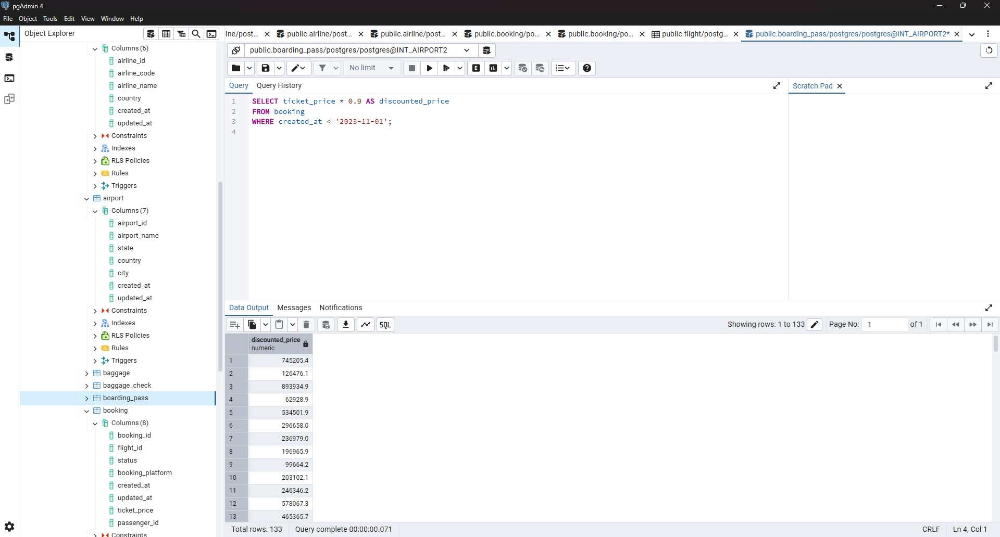 pgAdmin 4
File Object Tools Edit View Window Help
Object Explorer
ine/post...
public.airline/post...
public.airline/post...
public.booking/po...
public.booking/po...
public.flight/postg...
public.boarding_pass/postgres/postgres@INT_AIRPORT2*
public.boarding_pass/postgres/postgres@INT_AIRPORT2
No limit
E
SQL
Query
Query History
Scratch Pad
1 SELECT ticket_price * 0.9 AS discounted_price
2 FROM booking
3 WHERE created_at < '2023-11-01';
4
Columns (6)
airline_id
airline_code
airline_name
country
created_at
updated_at
Constraints
Indexes
RLS Policies
Rules
Triggers
airport
Columns (7)
airport_id
airport_name
state
country
city
created_at
updated_at
Constraints
Indexes
RLS Policies
Rules
Triggers
baggage
baggage_check
boarding_pass
booking
Columns (8)
booking_id
flight_id
status
booking_platform
created_at
updated_at
ticket_price
passenger_id
Constraints
Data Output
Messages
Notifications
Showing rows: 1 to 133
Page No: 1 of 1
discounted_price
numeric
1 745205.4
2 126476.1
3 893934.9
4 62928.9
5 534501.9
6 296658.0
7 236979.0
8 196965.9
9 99664.2
10 203102.1
11 246346.2
12 578067.3
13 465365.7
Total rows: 133
Query complete 00:00:00.071
CRLF
Ln 4, Col 1